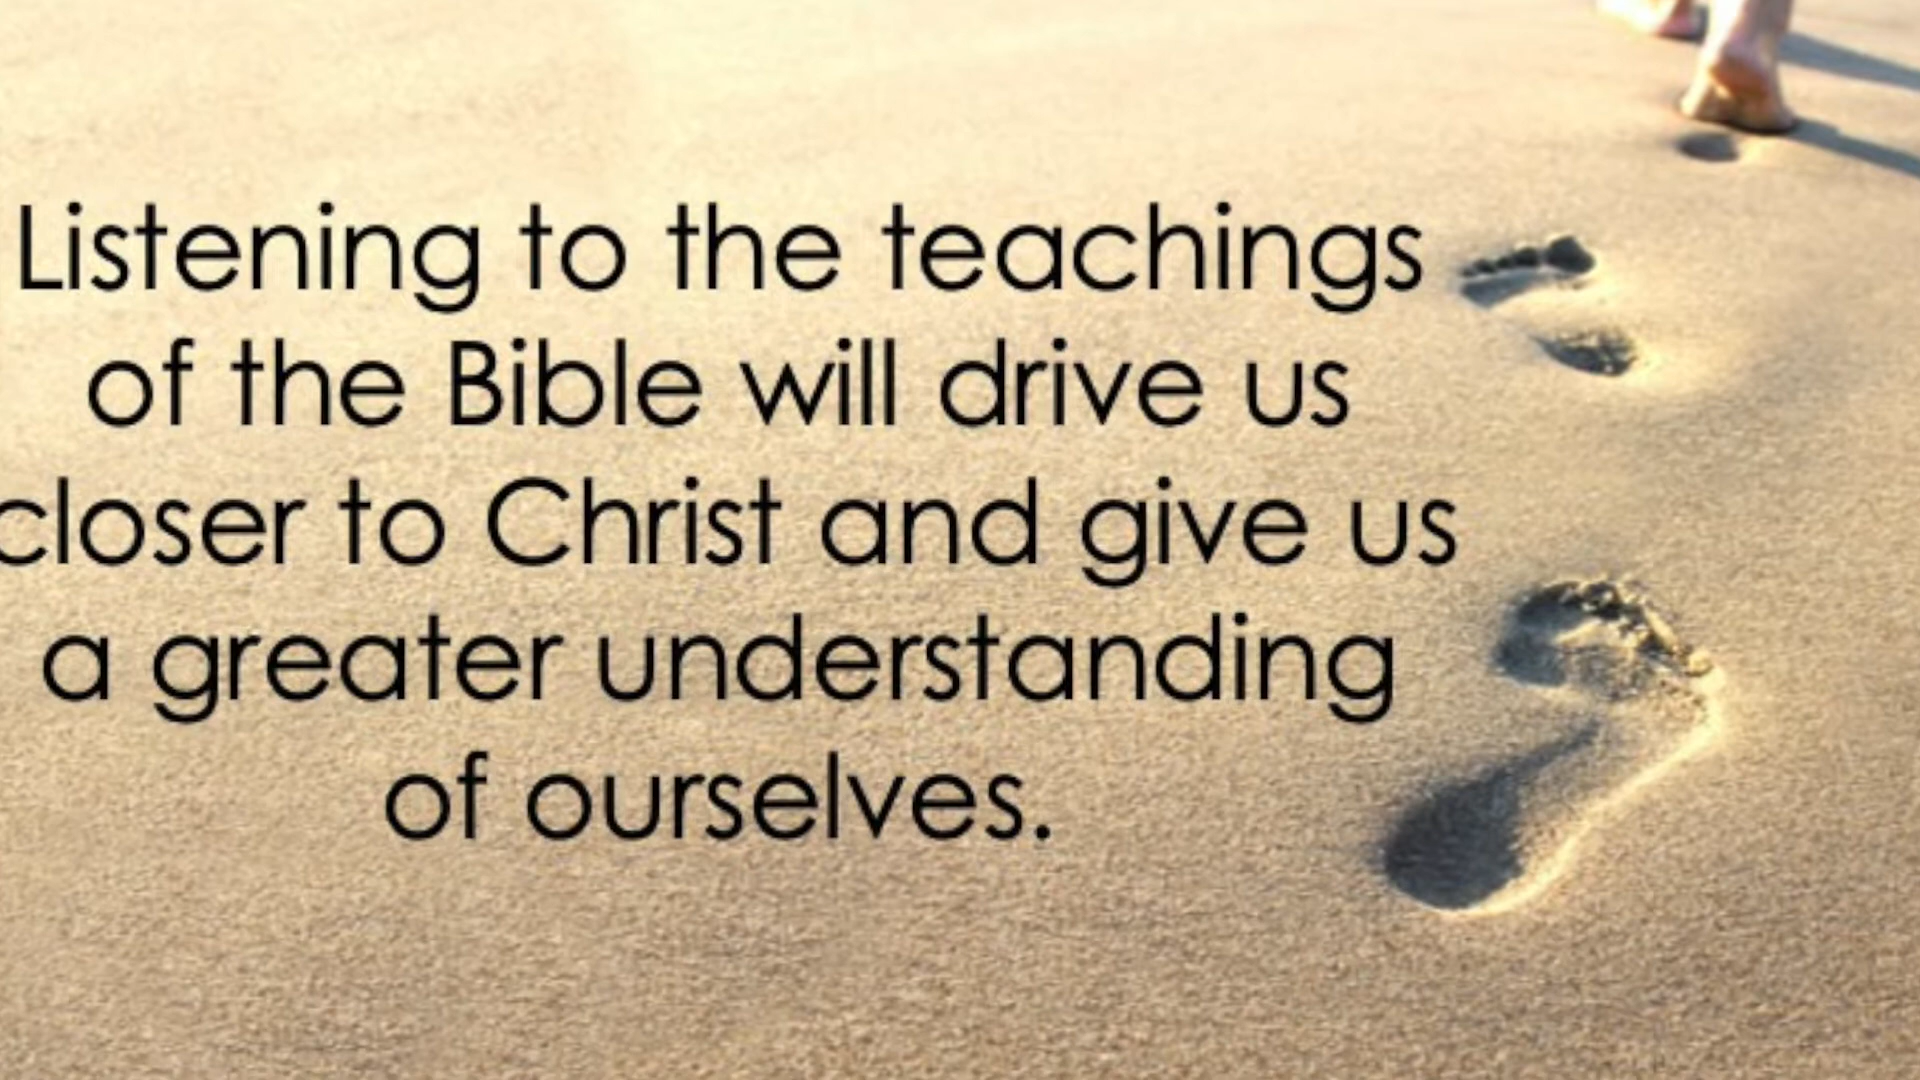 Listening to the teachings
of the Bible will drive us
closer to Christ and give us
a greater understanding
of ourselves.